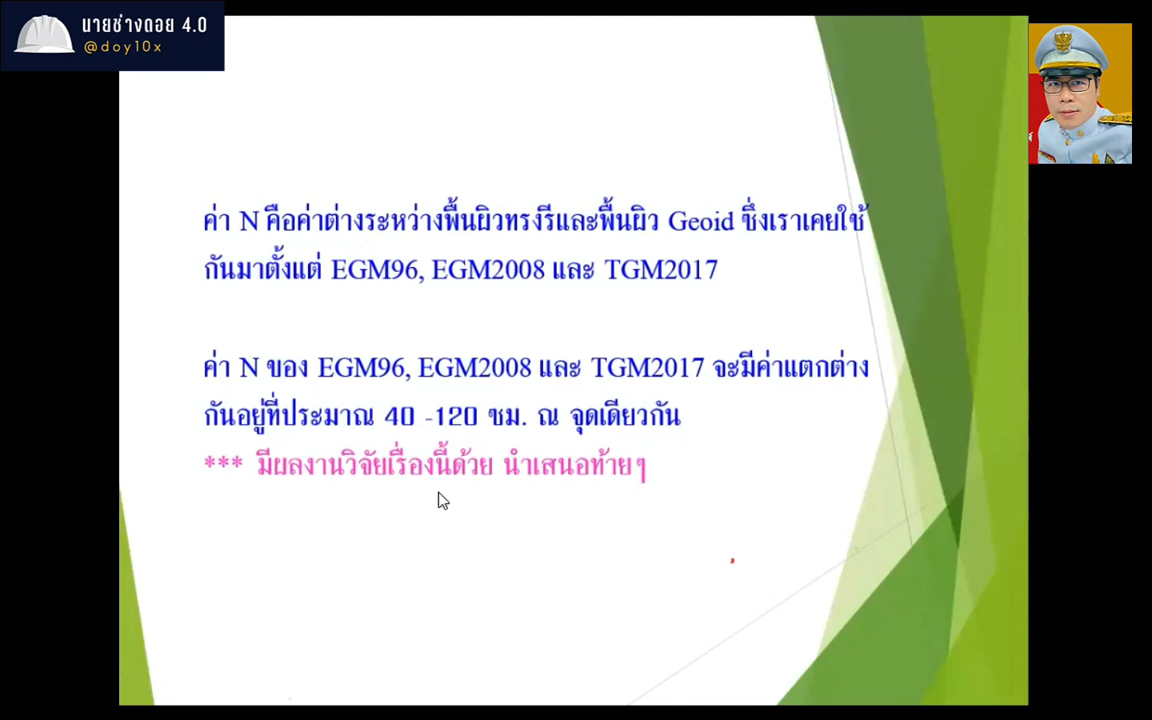 นายช่างดอย 4.0
@doy10x
ค่า N คือค่าต่างระหว่างพื้นผิวทรงรีและพื้นผิว Geoid ซึ่งเราเคยใช้
กันมาตั้งแต่ EGM96, EGM2008 และ TGM2017
ค่า N ของ EGM96, EGM2008 และ TGM2017 จะมีค่าแตกต่าง
กันอยู่ที่ประมาณ 40 -120 ซม. ณ จุดเดียวกัน
*** มีผลงานวิจัยเรื่องนี้ด้วย นำเสนอท้ายๆ